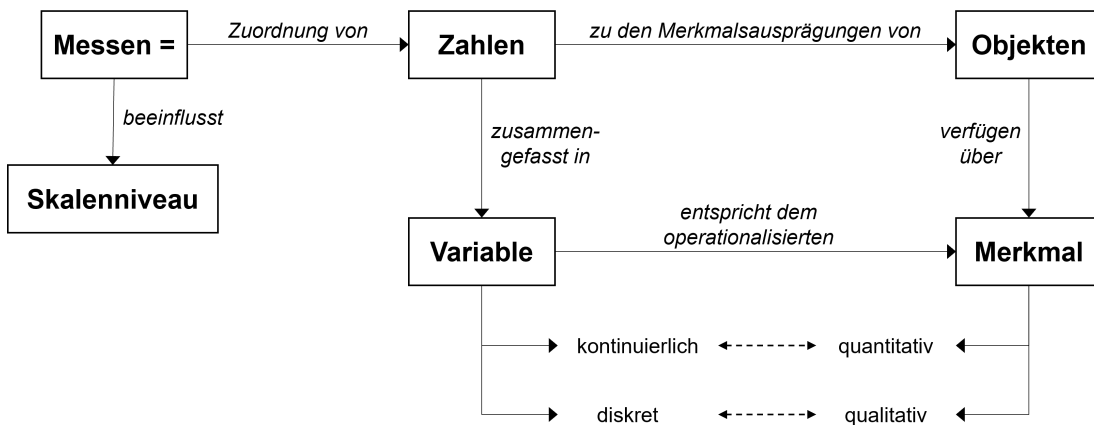 Messen =
Zuordnung von
Zahlen
zu den Merkmalsausprägungen von
Objekten
beeinflusst
zusammen-
gefasst in
verfügen
über
Skalenniveau
Variable
entspricht dem
operationalisierten
Merkmal
kontinuierlich
quantitativ
diskret
qualitativ